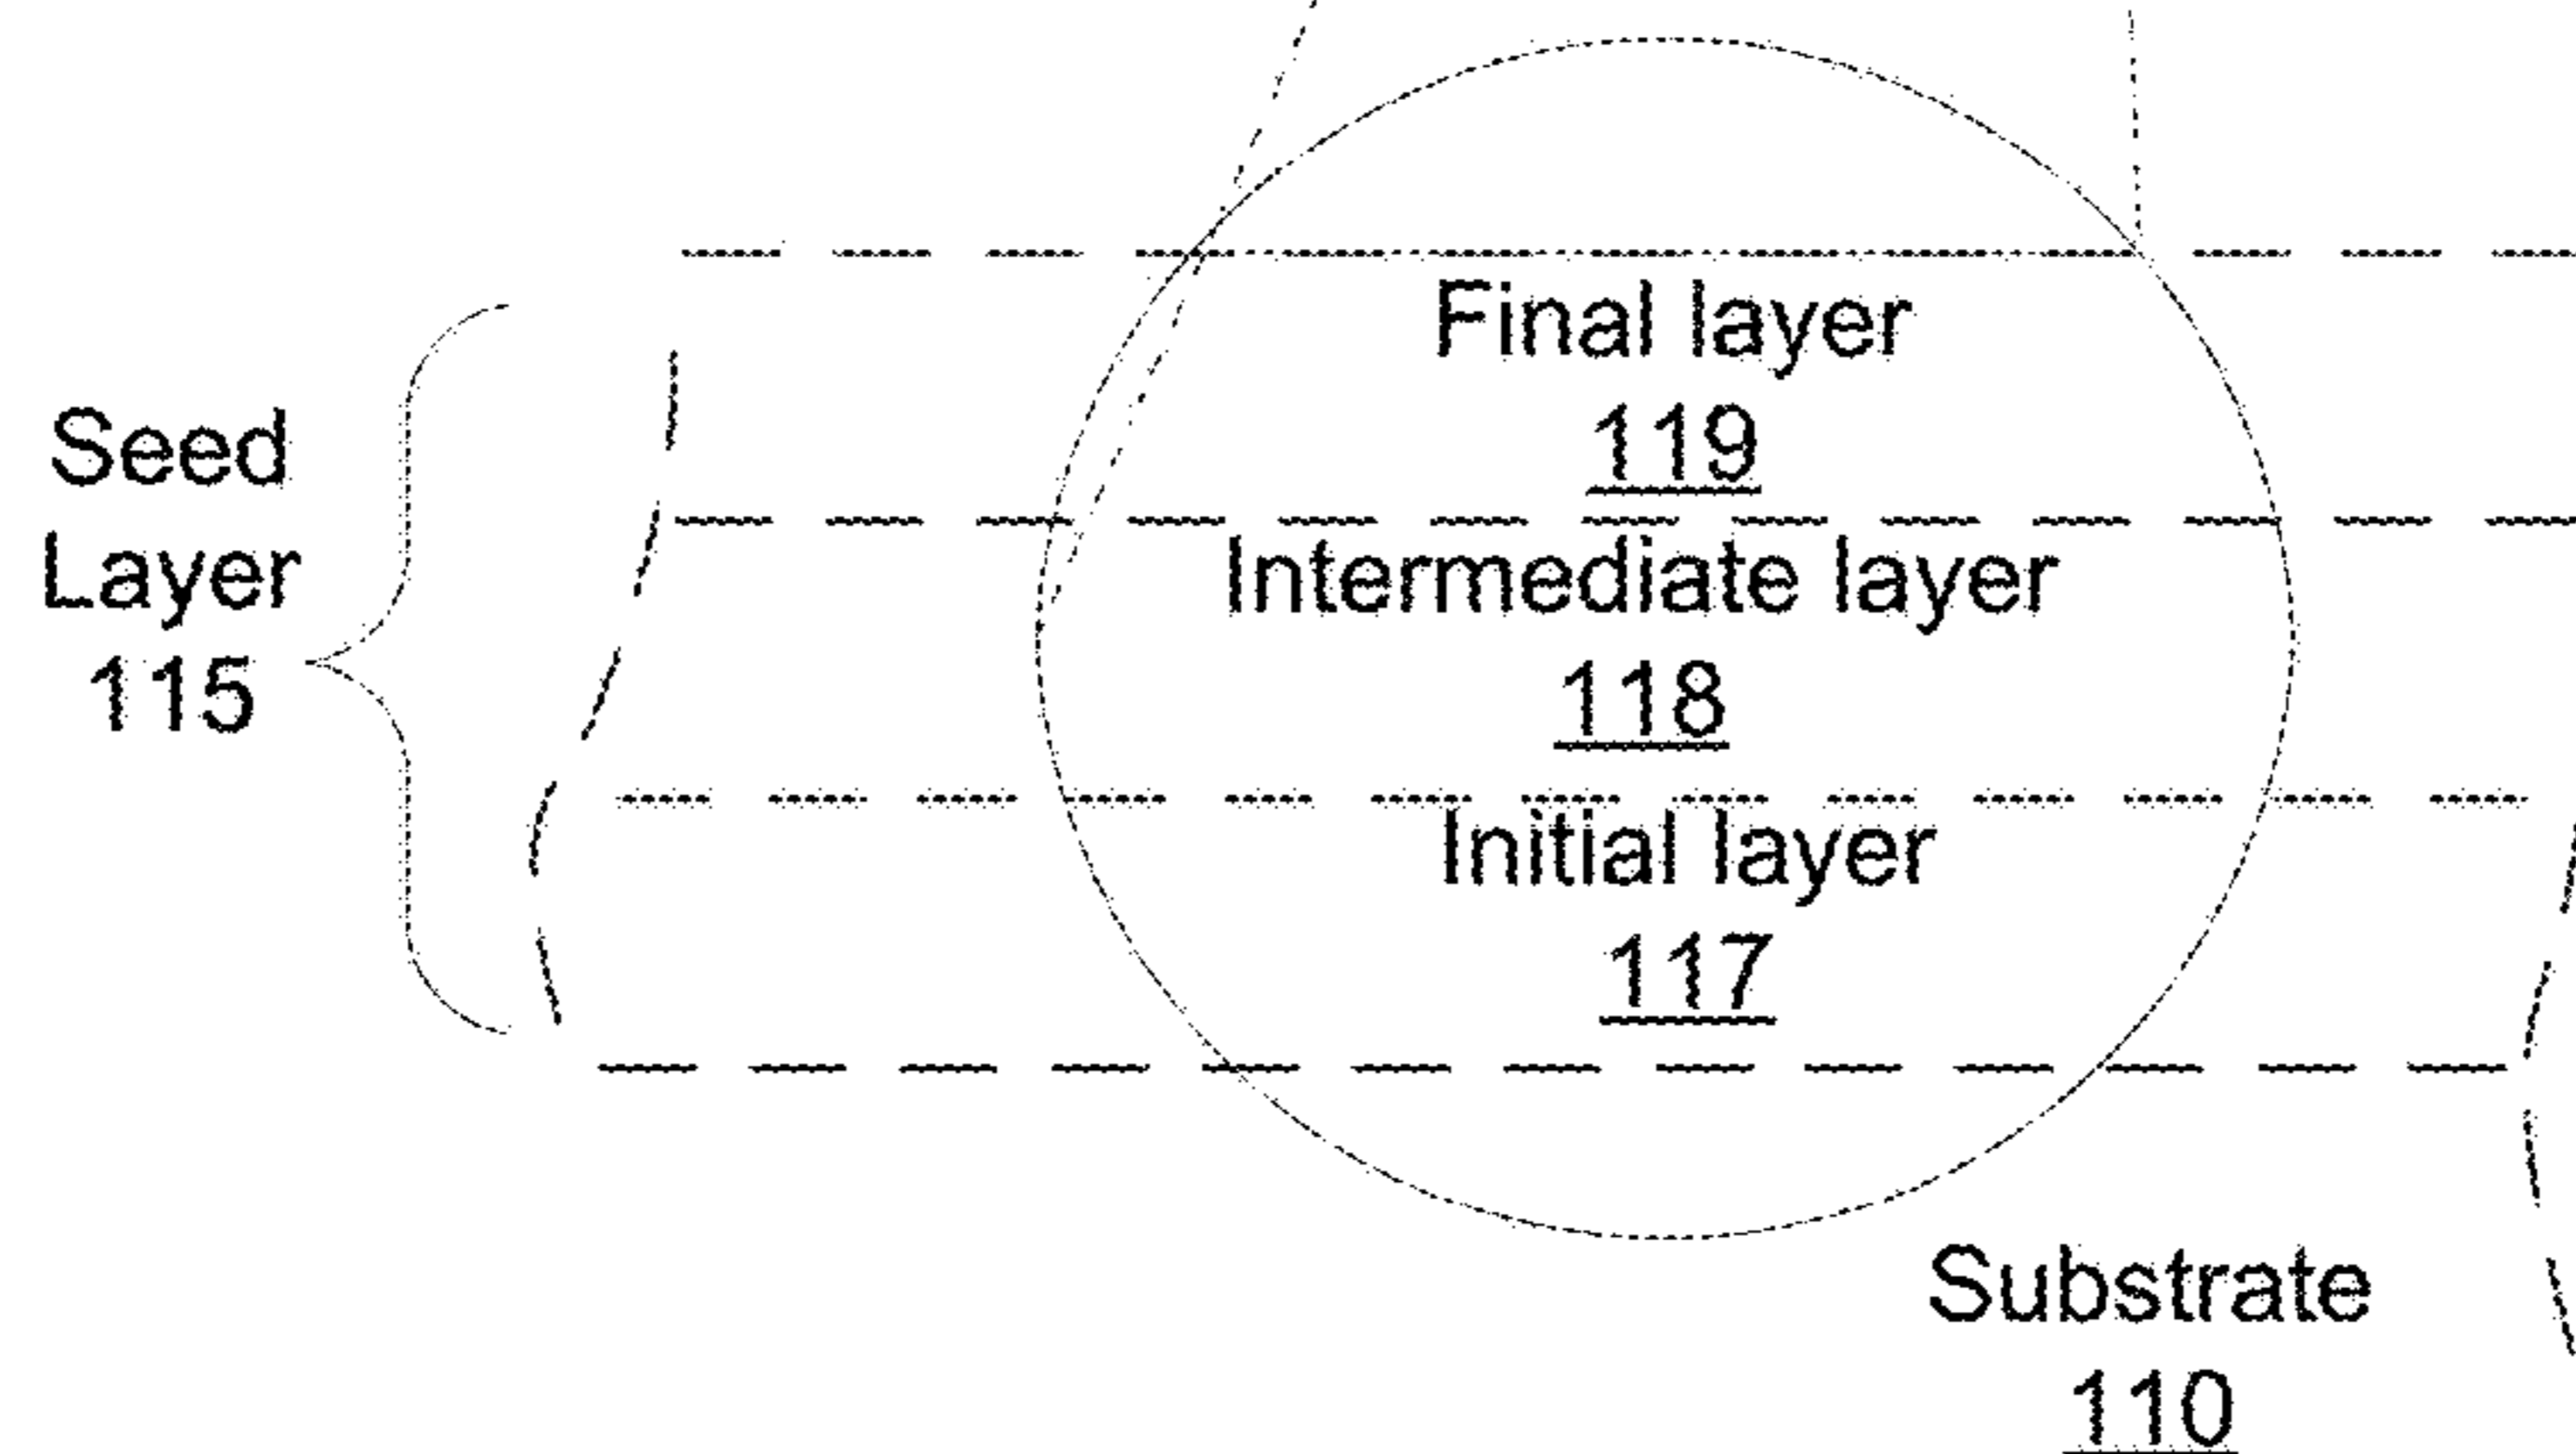 Seed
Layer
115
Final layer
119
Intermediate layer
118
Initial layer
117
Substrate
110